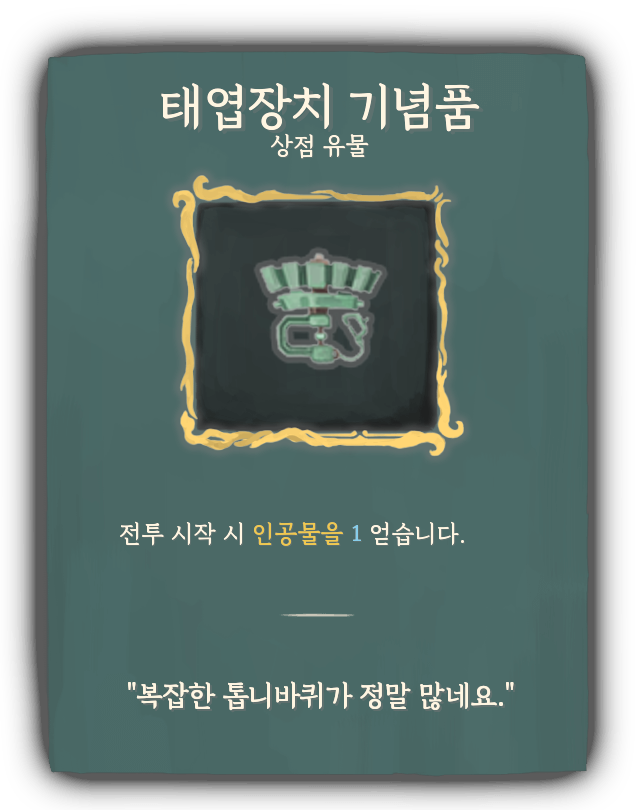 태엽장치 기념품
상점 유물
전투 시작 시 인공물을 1 얻습니다.
"복잡한 톱니바퀴가 정말 많네요."